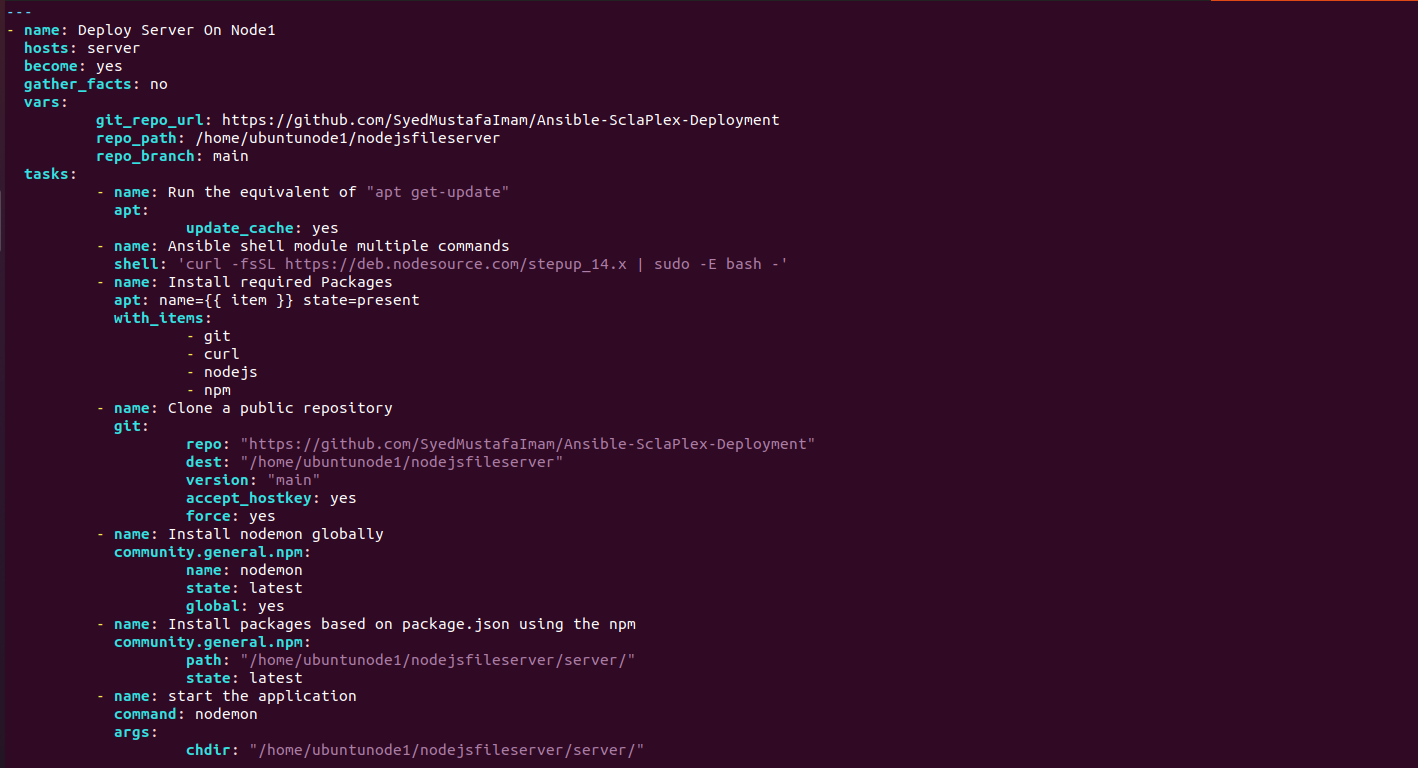 ---
- name: Deploy Server On Node1
  hosts: server
  become: yes
  gather_facts: no
  vars:
          git_repo_url: https://github.com/SyedMustafaImam/Ansible-SclaPlex-Deployment
          repo_path: /home/ubuntunode1/nodejsfileserver
          repo_branch: main
  tasks:
          - name: Run the equivalent of "apt get-update"
            apt:
                    update_cache: yes
          - name: Ansible shell module multiple commands
            shell: 'curl -fsSL https://deb.nodesource.com/stepup_14.x | sudo -E bash -'
          - name: Install required Packages
            apt: name={{ item }} state=present
            with_items:
                    - git
                    - curl
                    - nodejs
                    - npm
          - name: Clone a public repository
            git:
                    repo: "https://github.com/SyedMustafaImam/Ansible-SclaPlex-Deployment"
                    dest: "/home/ubuntunode1/nodejsfileserver"
                    version: "main"
                    accept_hostkey: yes
                    force: yes
          - name: Install nodemon globally
            community.general.npm:
                    name: nodemon
                    state: latest
                    global: yes
          - name: Install packages based on package.json using the npm
            community.general.npm:
                    path: "/home/ubuntunode1/nodejsfileserver/server/"
                    state: latest
          - name: start the application
            command: nodemon
            args:
                    chdir: "/home/ubuntunode1/nodejsfileserver/server/"